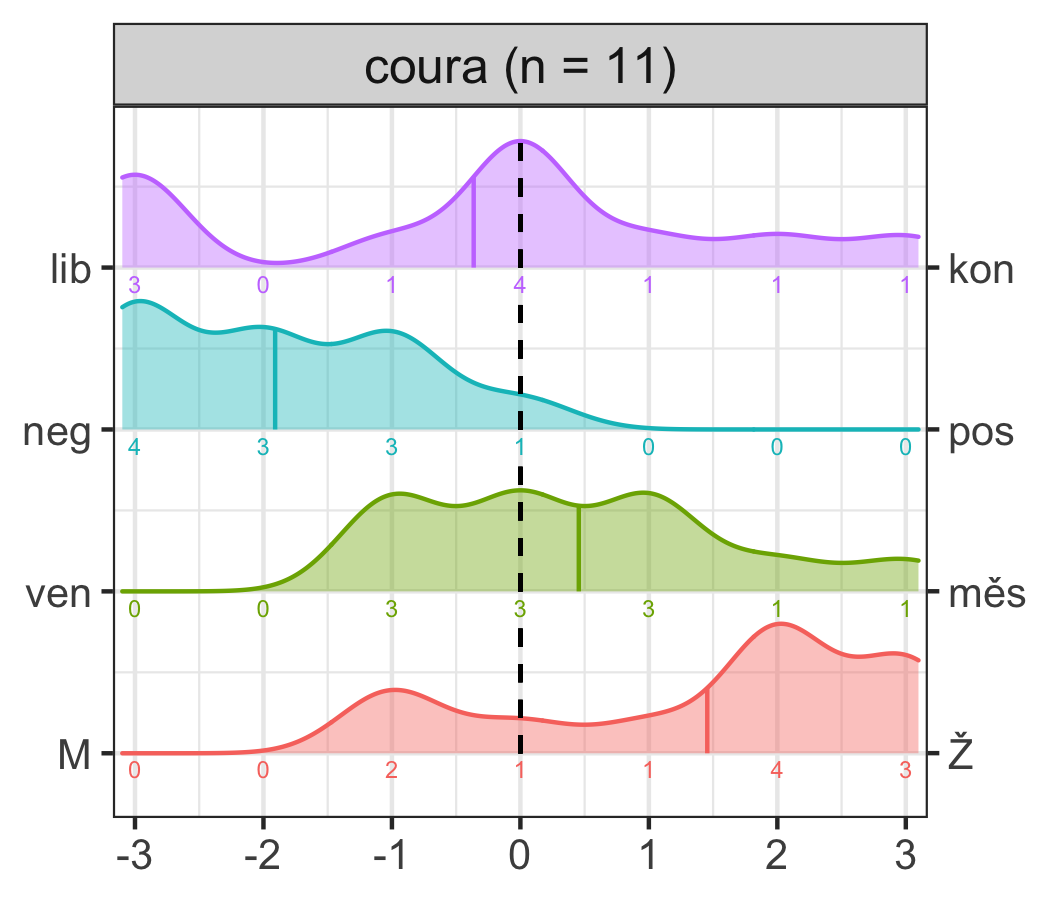 coura (n = 11)
lib kon
3 0 1 4 1 1 1
neg pos
4 3 3 1 0 0 0
ven měs
0 0 3 3 3 1 1
M Ž
0 0 2 1 1 4 3
-3 -2 -1 0 1 2 3